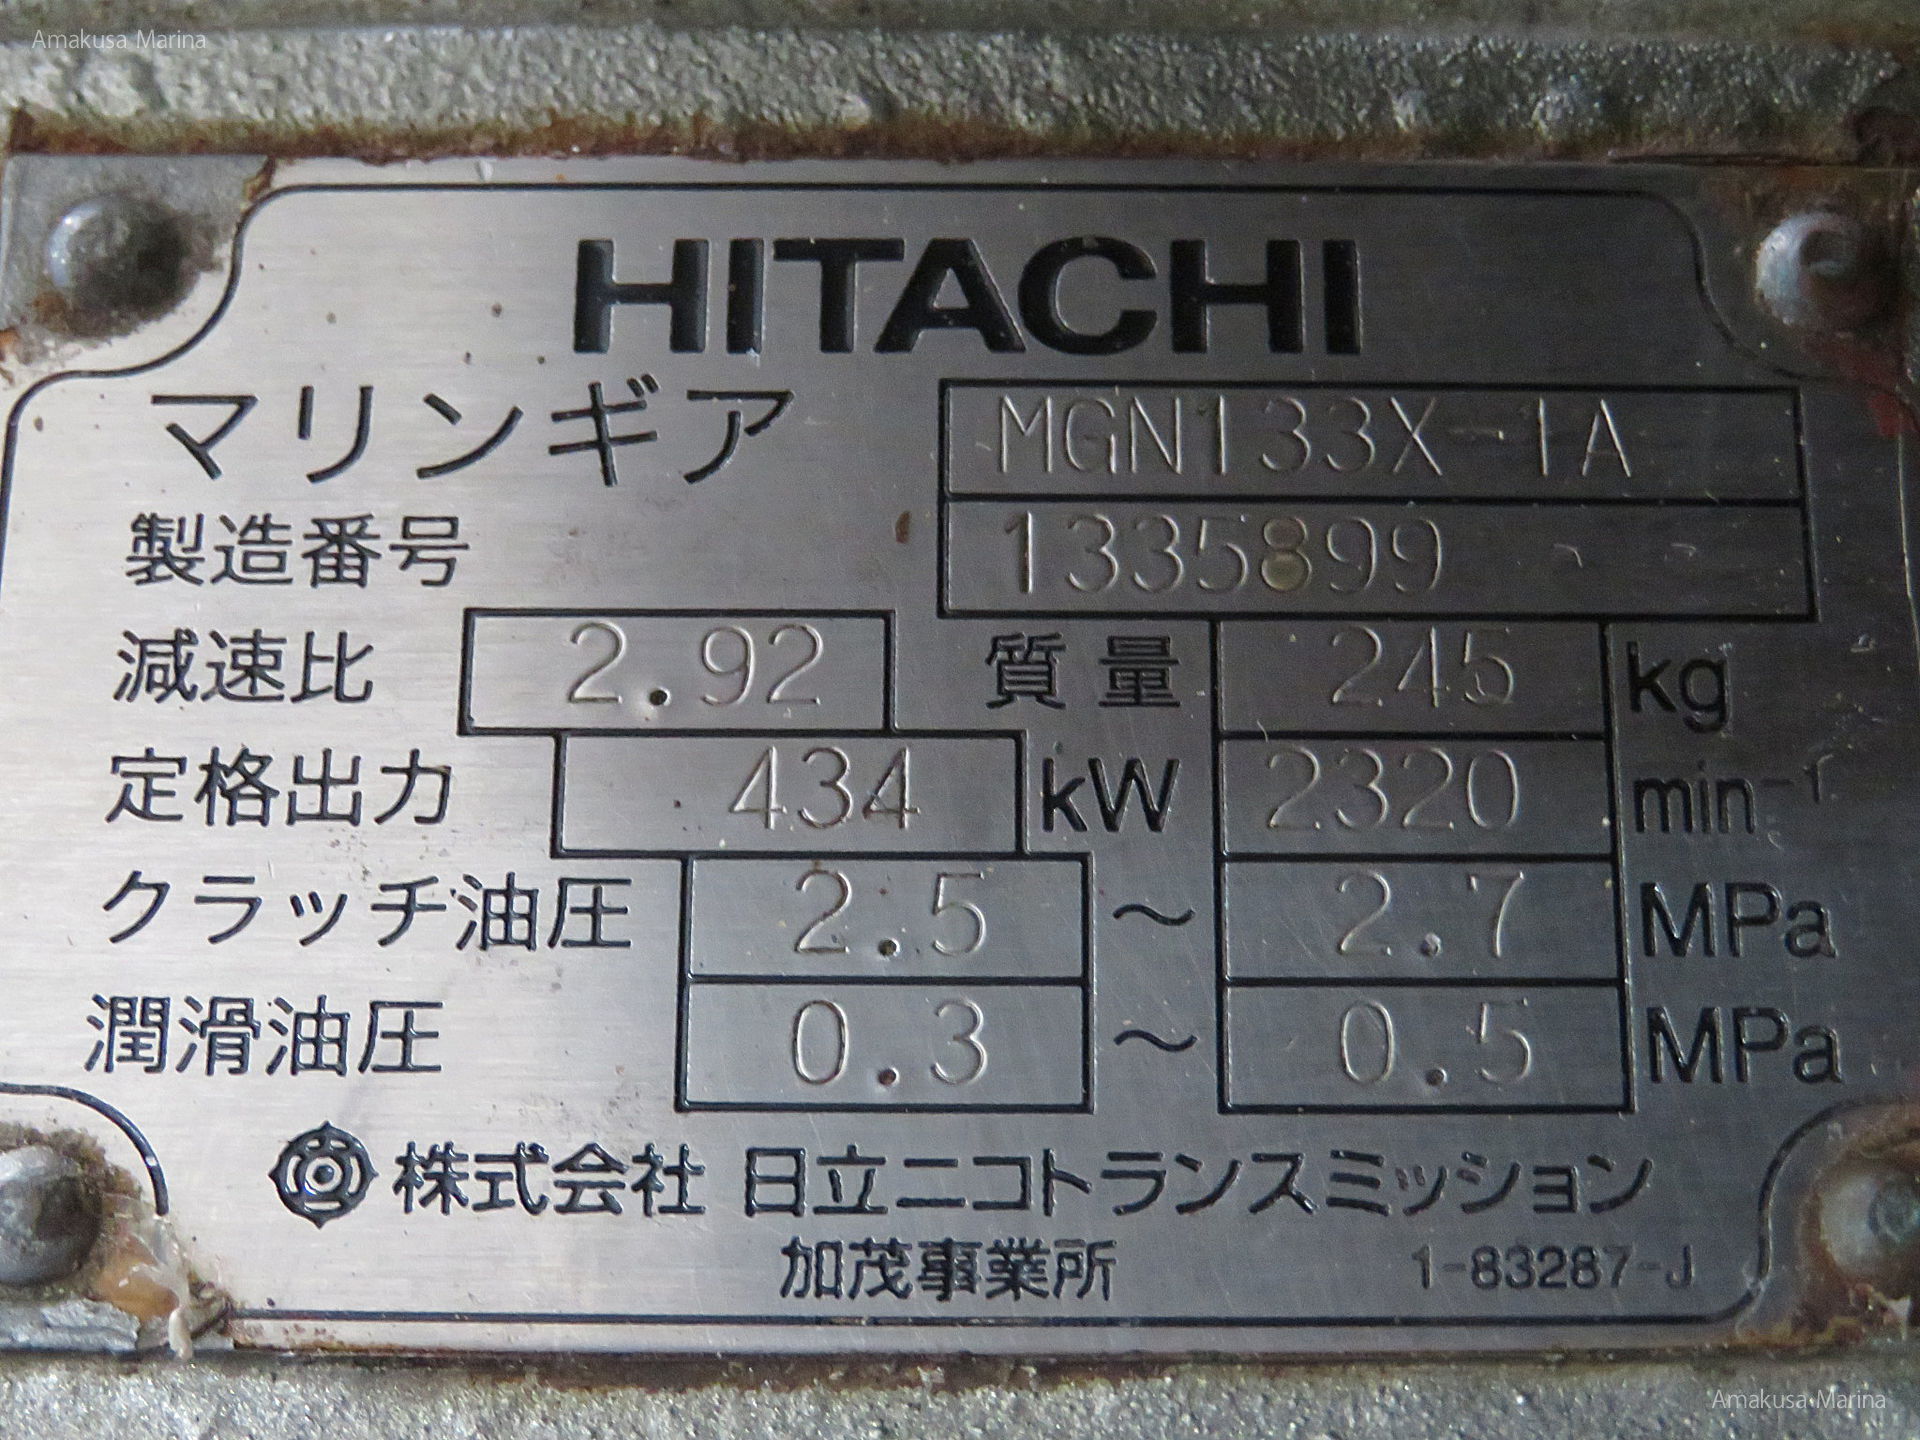 Amakusa Marina
HITACHI
マリンギア MGN133X-1A
製造番号 1335899
減速比 2.92 質量 245 kg
定格出力 434 kW 2320 min⁻¹
クラッチ油圧 2.5 ～ 2.7 MPa
潤滑油圧 0.3 ～ 0.5 MPa
株式会社 日立ニコトランスミッション
加茂事業所 1-83287-J
Amakusa Marina